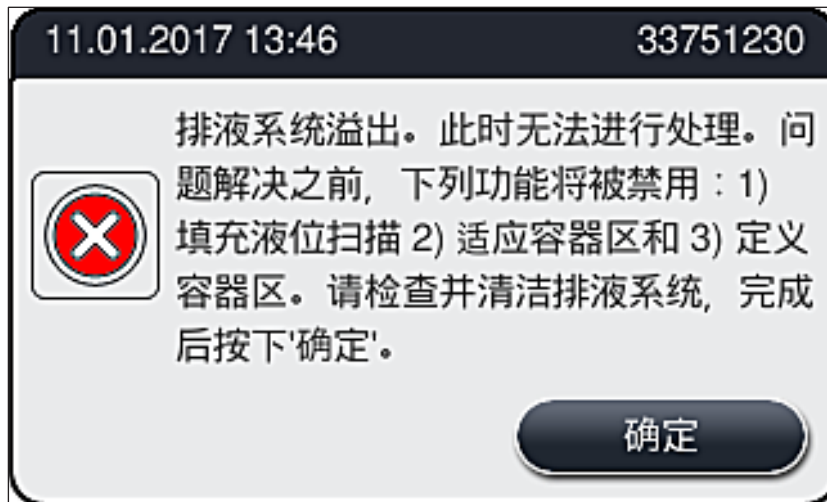 11.01.2017 13:46 33751230
排液系统溢出。此时无法进行处理。问
题解决之前，下列功能将被禁用：1)
填充液位扫描 2) 适应容器区和 3) 定义
容器区。请检查并清洁排液系统，完成
后按下'确定'。
确定